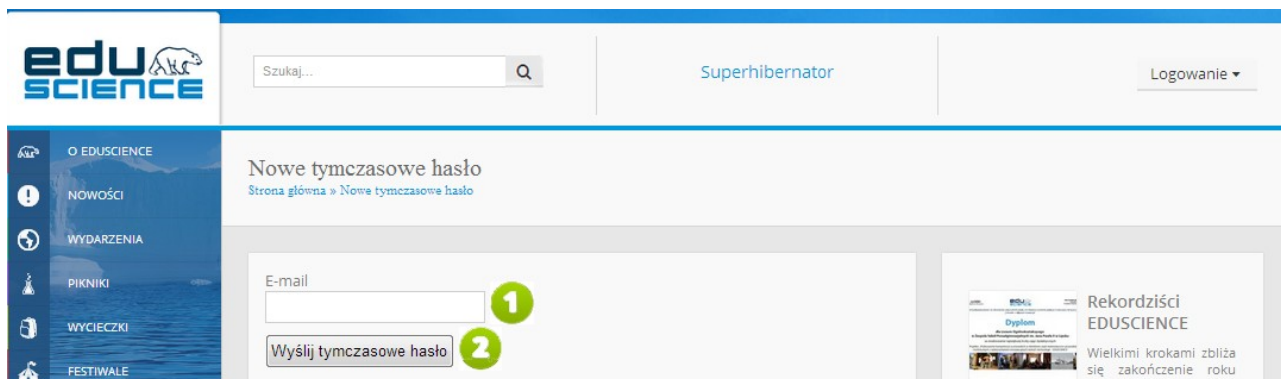 edu
SCIENCE
Szukaj...
Superhibernator
Logowanie
O EDUSCIENCE
NOWOŚCI
WYDARZENIA
PIKNIKI
WYCIECZKI
FESTIWALE
Nowe tymczasowe hasło
Strona główna » Nowe tymczasowe hasło
E-mail
1
Wyślij tymczasowe hasło
2
Dyplom
Rekordziści
EDUSCIENCE
Wielkimi krokami zbliża
się zakończenie roku